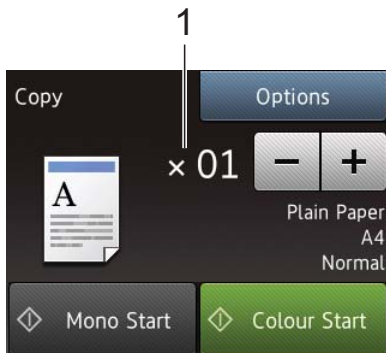 1
Copy
Options
× 01 − +
A
Plain Paper
A4
Normal
Mono Start
Colour Start